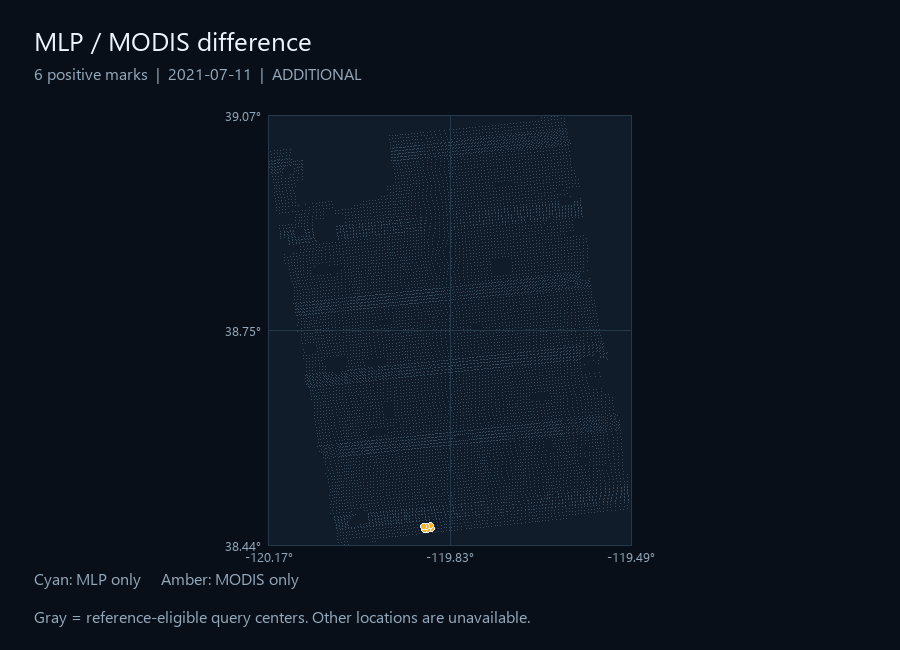 MLP / MODIS difference
6 positive marks | 2021-07-11 | ADDITIONAL
39.07°
38.75°
38.44°
-120.17° -119.83° -119.49°
Cyan: MLP only Amber: MODIS only
Gray = reference-eligible query centers. Other locations are unavailable.